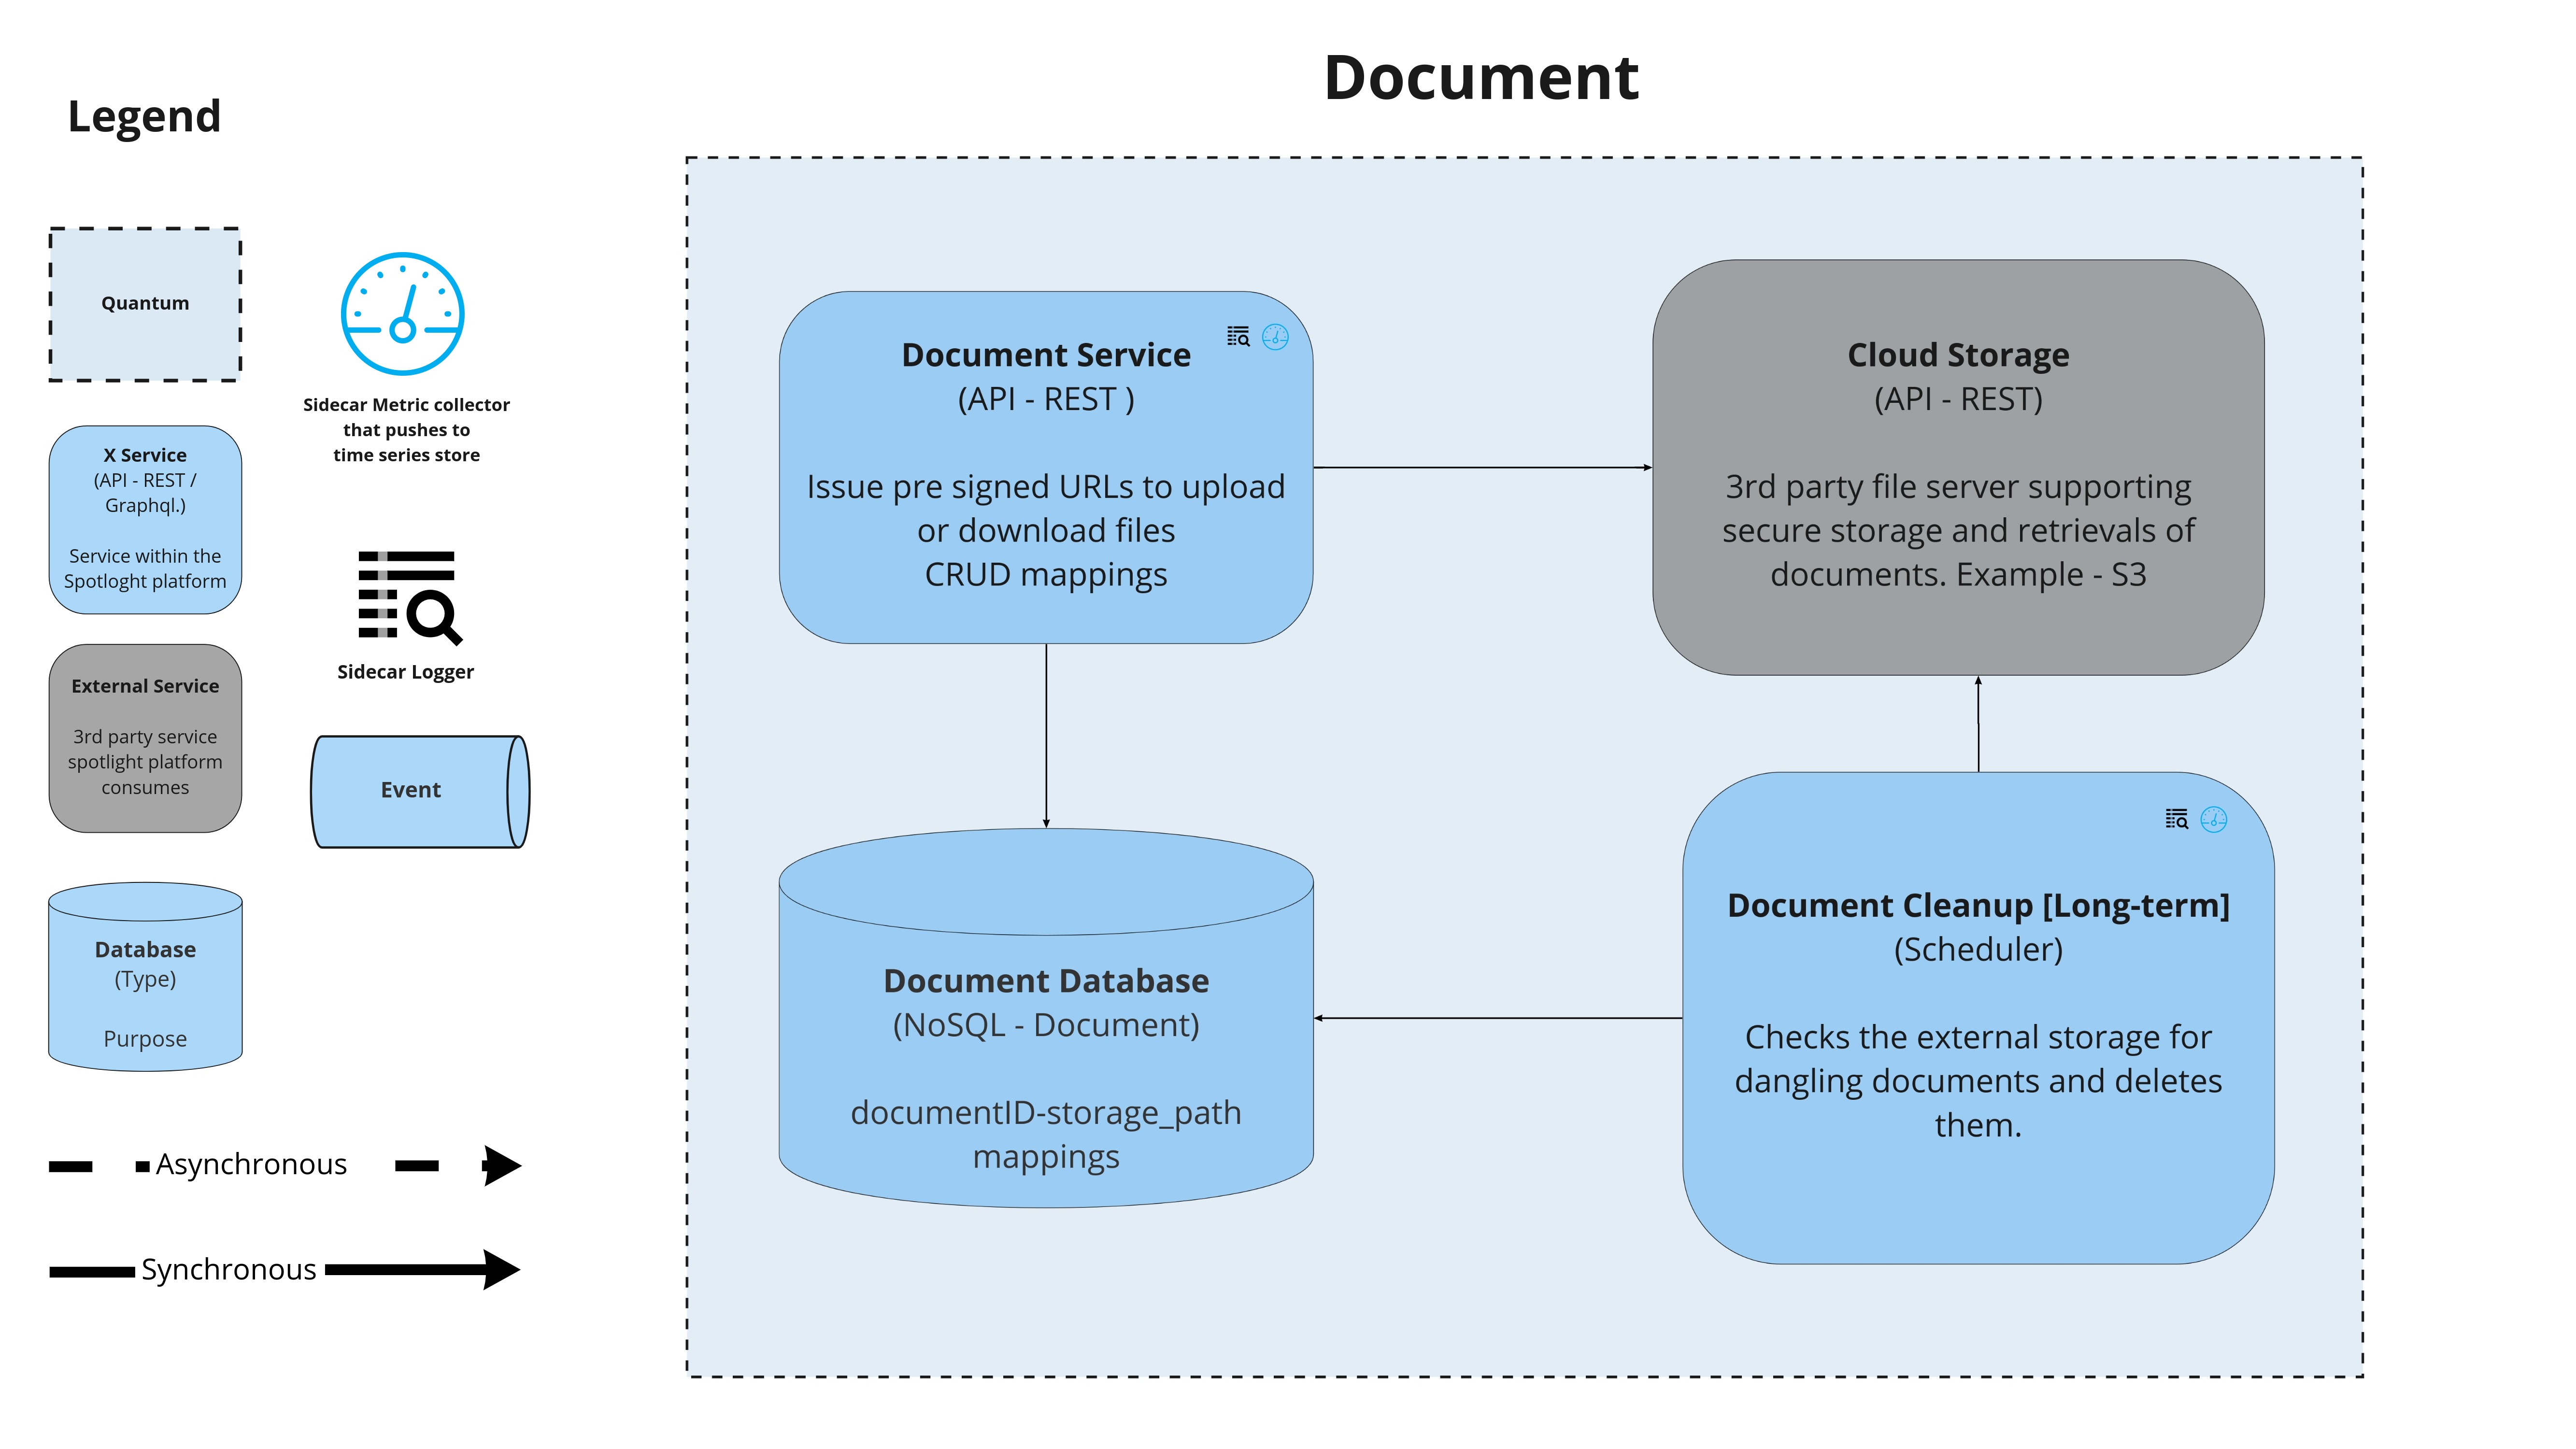 Document
Legend
Quantum
Sidecar Metric collector
that pushes to
time series store
X Service
(API - REST /
Graphql.)
Service within the
Spotloght platform
Sidecar Logger
External Service
3rd party service
spotlight platform
consumes
Event
Database
(Type)
Purpose
Asynchronous
Synchronous
Document Service
(API - REST )
Issue pre signed URLs to upload
or download files
CRUD mappings
Cloud Storage
(API - REST)
3rd party file server supporting
secure storage and retrievals of
documents. Example - S3
Document Database
(NoSQL - Document)
documentID-storage_path
mappings
Document Cleanup [Long-term]
(Scheduler)
Checks the external storage for
dangling documents and deletes
them.